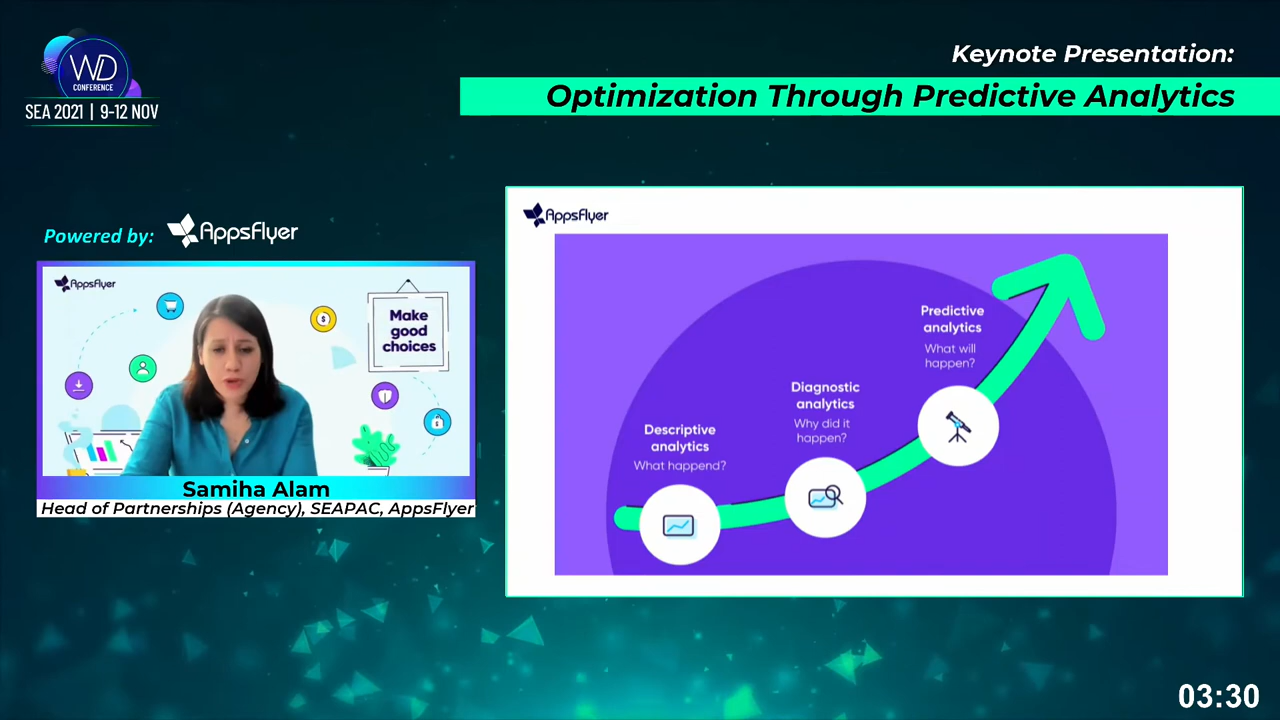 WD
CONFERENCE
SEA 2021 | 9-12 NOV
Keynote Presentation:
Optimization Through Predictive Analytics
Powered by: AppsFlyer
AppsFlyer
Make
good
choices
Samiha Alam
Head of Partnerships (Agency), SEAPAC, AppsFlyer
AppsFlyer
Predictive
analytics
What will
happen?
Diagnostic
analytics
Why did it
happen?
Descriptive
analytics
What happend?
03:30